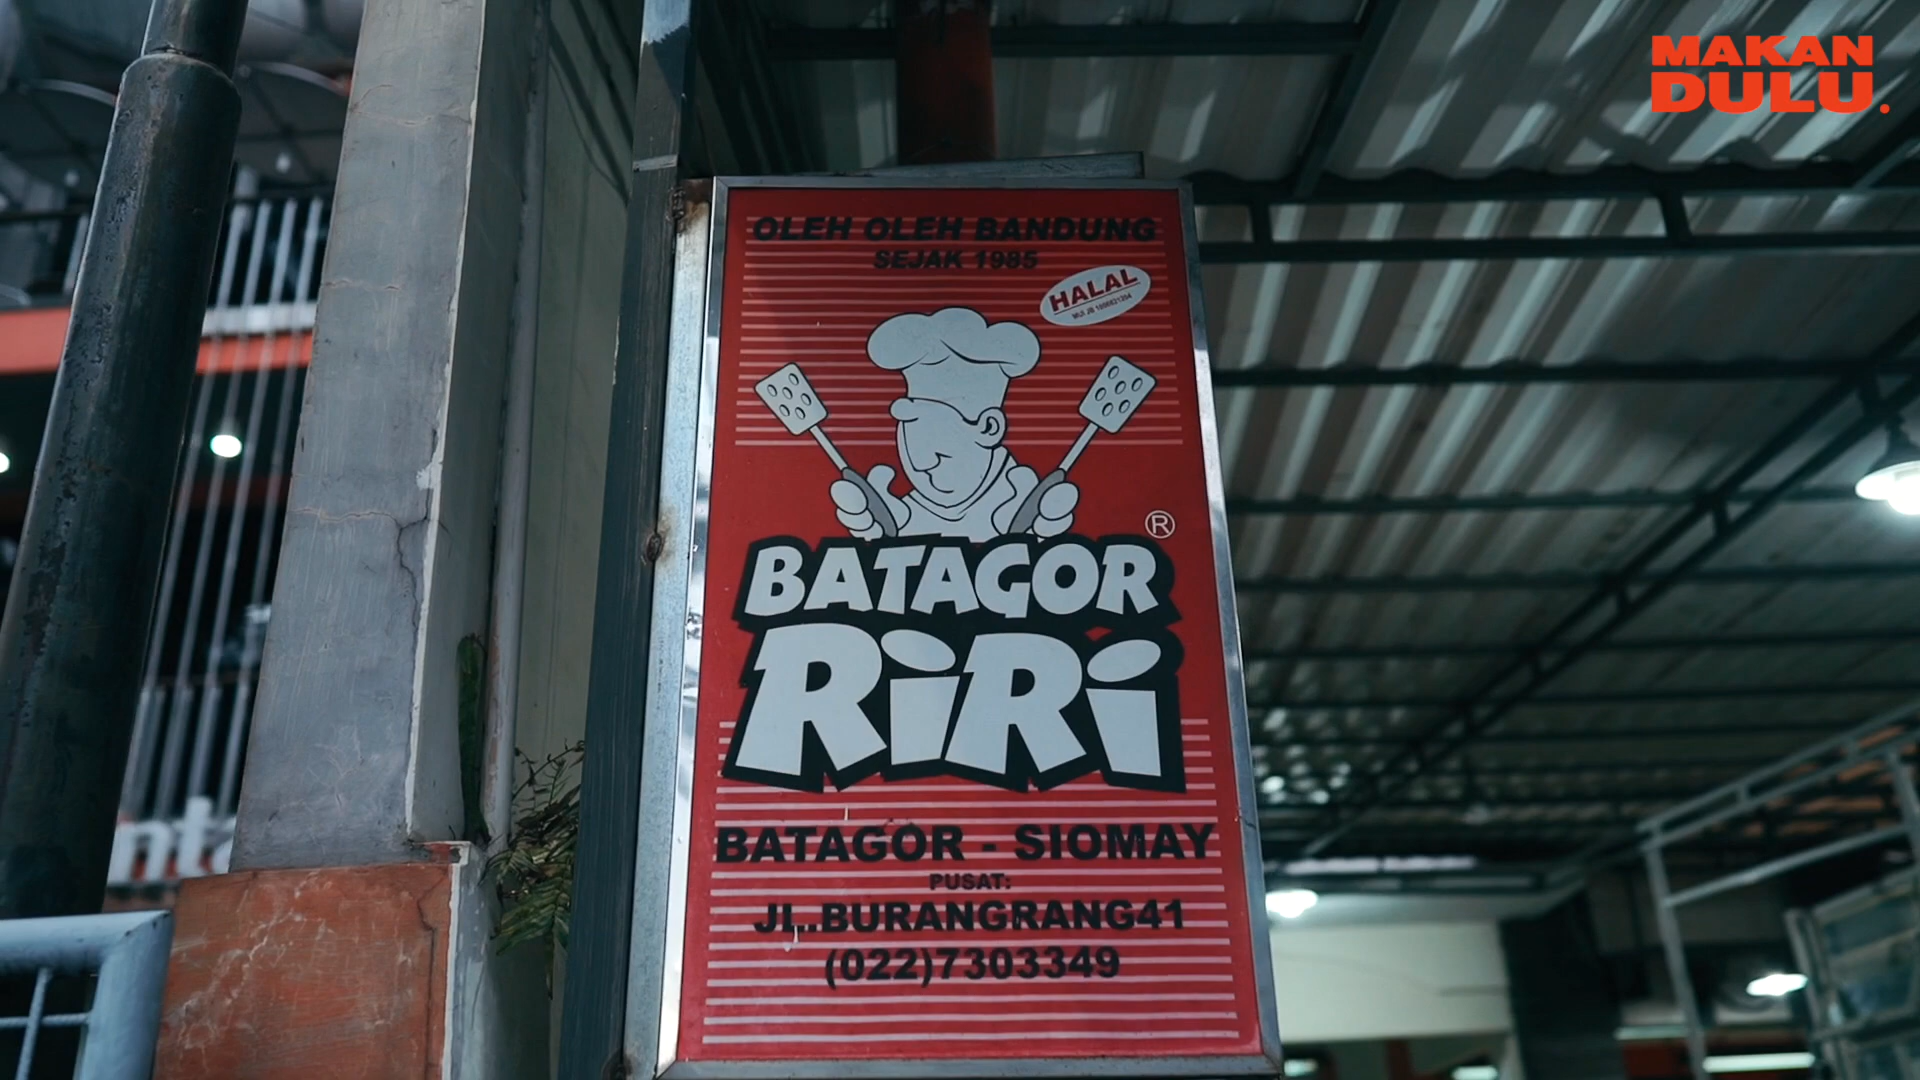 MAKAN
DULU.
OLEH OLEH BANDUNG
SEJAK 1985
HALAL
®
BATAGOR
RiRi
BATAGOR - SIOMAY
PUSAT:
JL.BURANGRANG41
(022)7303349